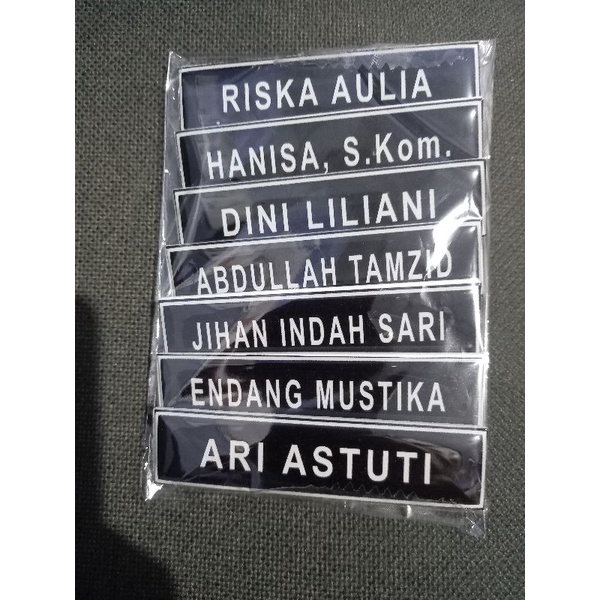 RISKA AULIA
HANISA, S.Kom.
DINI LILIANI
ABDULLAH TAMZID
JIHAN INDAH SARI
ENDANG MUSTIKA
ARI ASTUTI